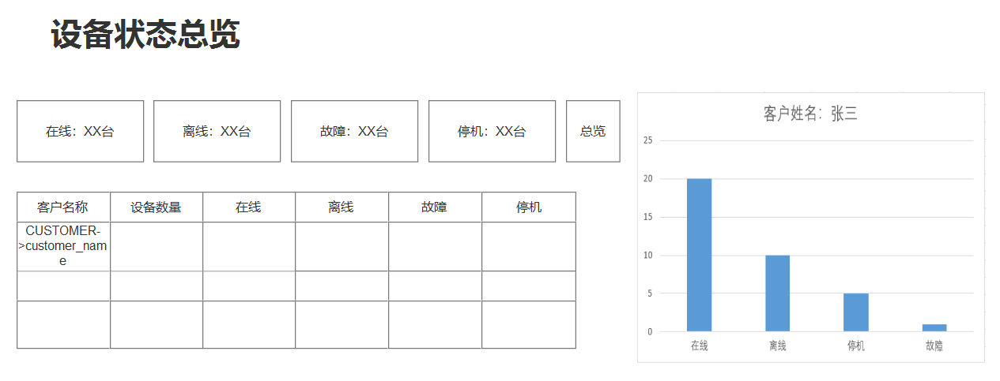 设备状态总览
在线：XX台
离线：XX台
故障：XX台
停机：XX台
总览
客户名称
设备数量
在线
离线
故障
停机
CUSTOMER-
>customer_nam
e
客户姓名：张三
25
20
15
10
5
0
在线
离线
停机
故障